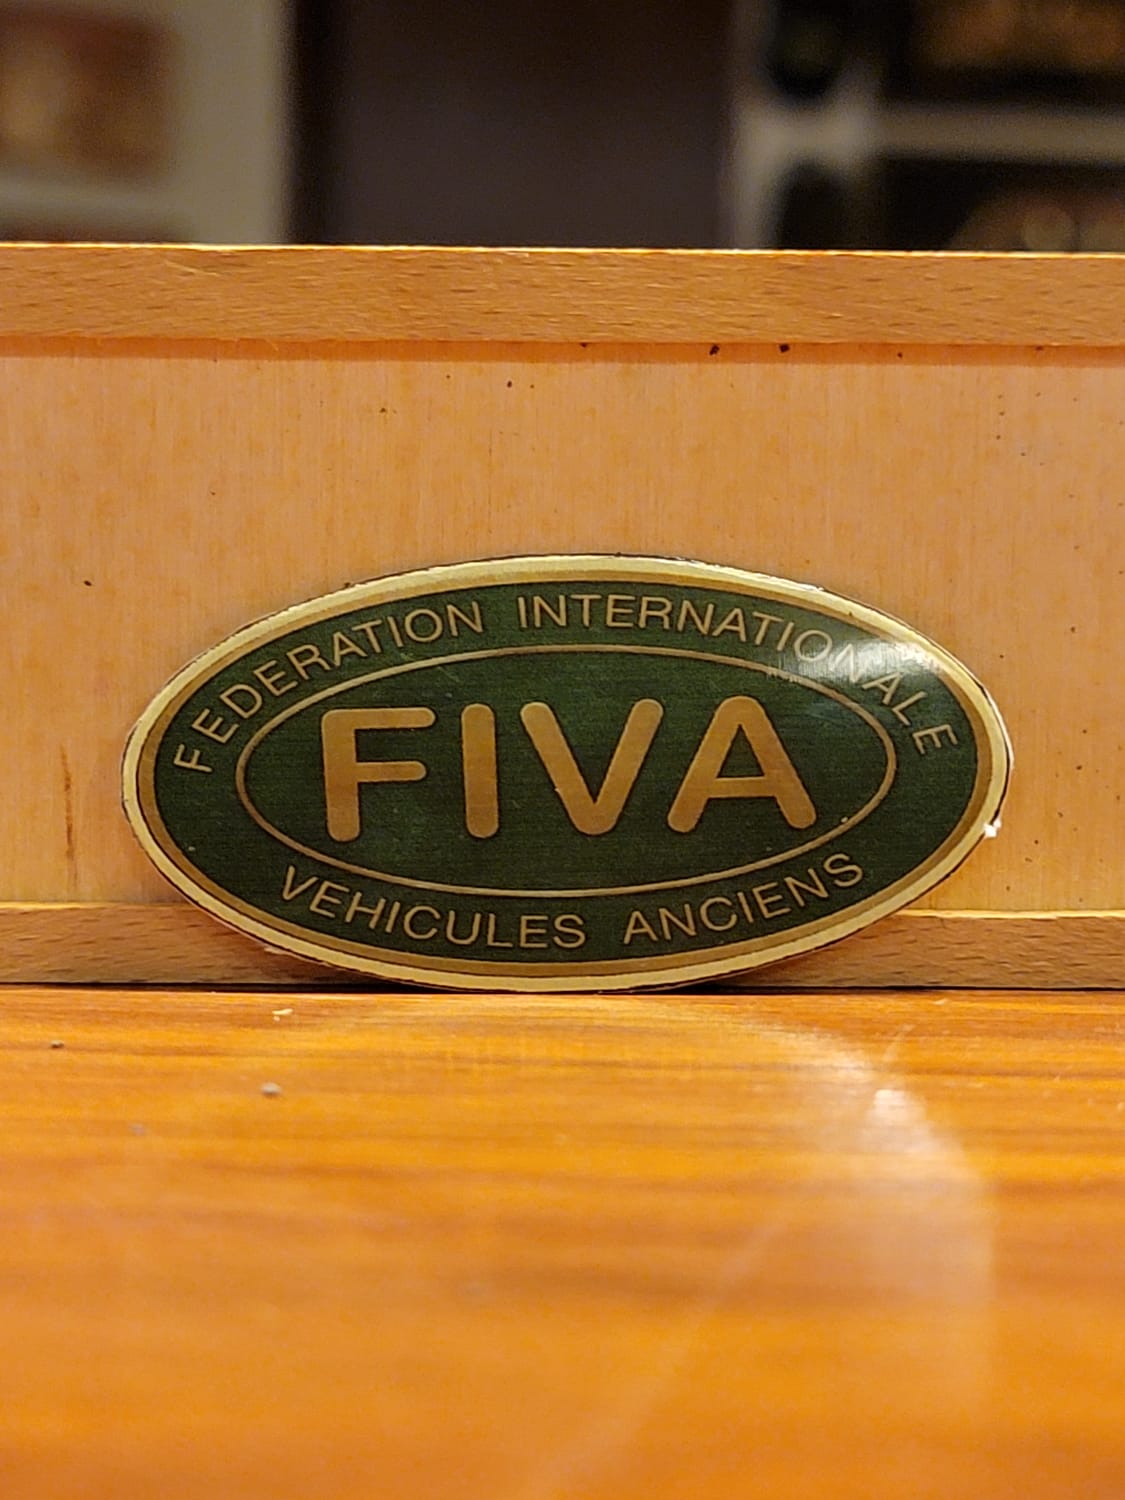 FEDERATION INTERNATIONALE
FIVA
VEHICULES ANCIENS